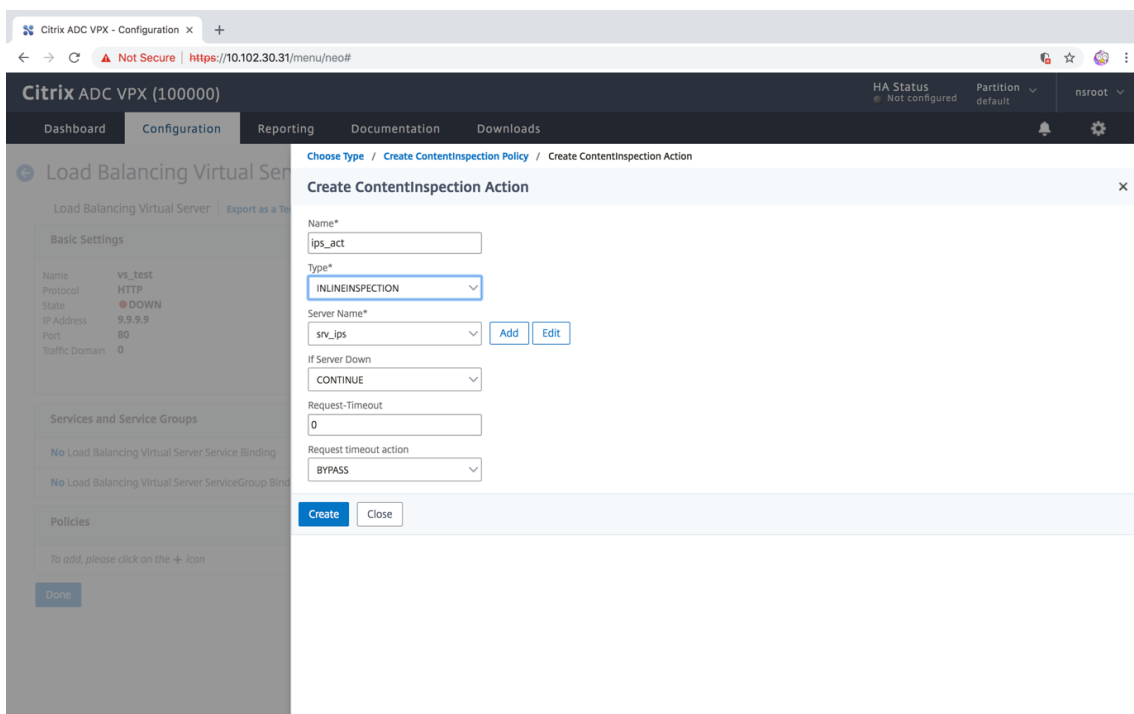 Citrix ADC VPX - Configuration
Not Secure | https://10.102.30.31/menu/neo#
Citrix ADC VPX (100000)
HA Status
Not configured
Partition
default
nsroot
Dashboard Configuration Reporting Documentation Downloads
Load Balancing Virtual Ser
Load Balancing Virtual Server | Export as a Te
Basic Settings
Name vs_test
Protocol HTTP
State DOWN
IP Address 9.9.9.9
Port 80
Traffic Domain 0
Services and Service Groups
No Load Balancing Virtual Server Service Binding
No Load Balancing Virtual Server ServiceGroup Bind
Policies
To add, please click on the + icon
Done
Choose Type / Create ContentInspection Policy / Create ContentInspection Action
Create ContentInspection Action
Name*
ips_act
Type*
INLINEINSPECTION
Server Name*
srv_ips
Add Edit
If Server Down
CONTINUE
Request-Timeout
0
Request timeout action
BYPASS
Create Close